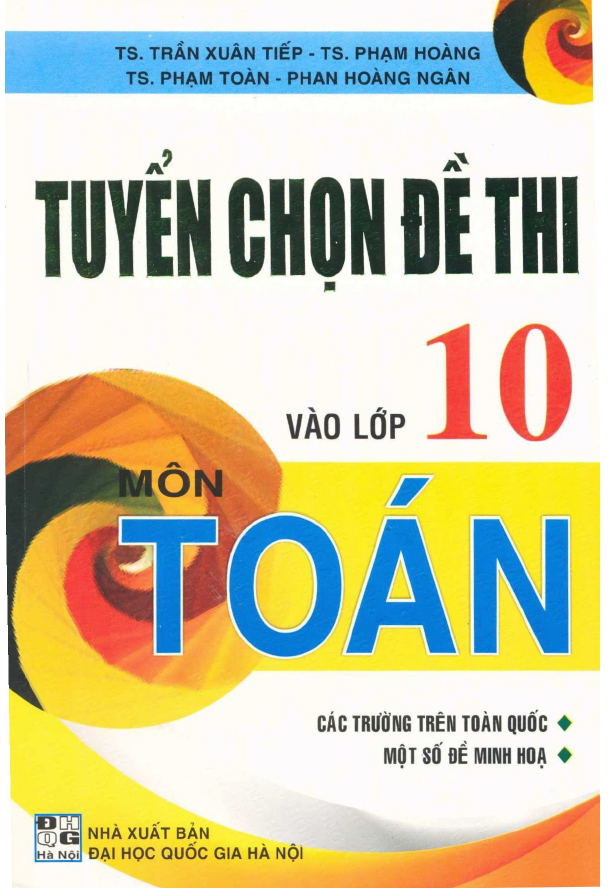 TS. TRẦN XUÂN TIẾP - TS. PHẠM HOÀNG
TS. PHẠM TOÀN - PHAN HOÀNG NGÂN
TUYỂN CHỌN ĐỀ THI
VÀO LỚP 10
MÔN
TOÁN
CÁC TRƯỜNG TRÊN TOÀN QUỐC
MỘT SỐ ĐỀ MINH HOẠ
ĐH
QG
Hà Nội
NHÀ XUẤT BẢN
ĐẠI HỌC QUỐC GIA HÀ NỘI